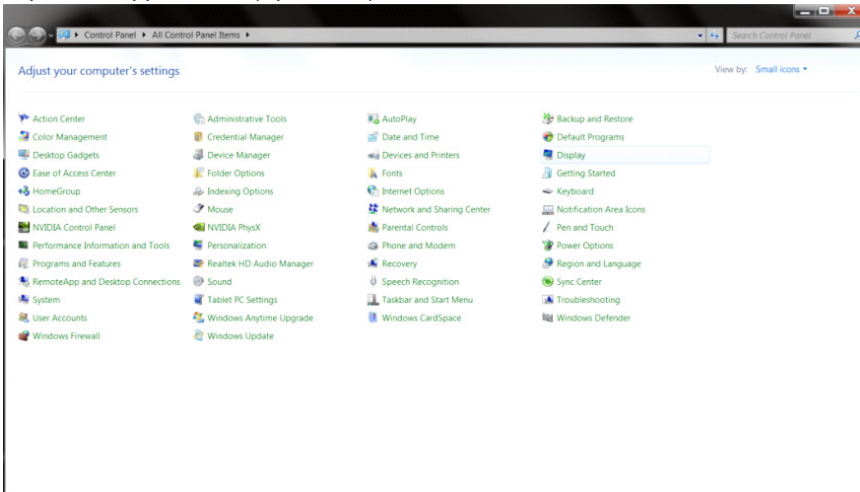 Control Panel ▸ All Control Panel Items ▸
Search Control Panel
Adjust your computer's settings
View by: Small icons
Action Center Administrative Tools AutoPlay Backup and Restore
Color Management Credential Manager Date and Time Default Programs
Desktop Gadgets Device Manager Devices and Printers Display
Ease of Access Center Folder Options Fonts Getting Started
HomeGroup Indexing Options Internet Options Keyboard
Location and Other Sensors Mouse Network and Sharing Center Notification Area Icons
NVIDIA Control Panel NVIDIA PhysX Parental Controls Pen and Touch
Performance Information and Tools Personalization Phone and Modem Power Options
Programs and Features Realtek HD Audio Manager Recovery Region and Language
RemoteApp and Desktop Connections Sound Speech Recognition Sync Center
System Tablet PC Settings Taskbar and Start Menu Troubleshooting
User Accounts Windows Anytime Upgrade Windows CardSpace Windows Defender
Windows Firewall Windows Update